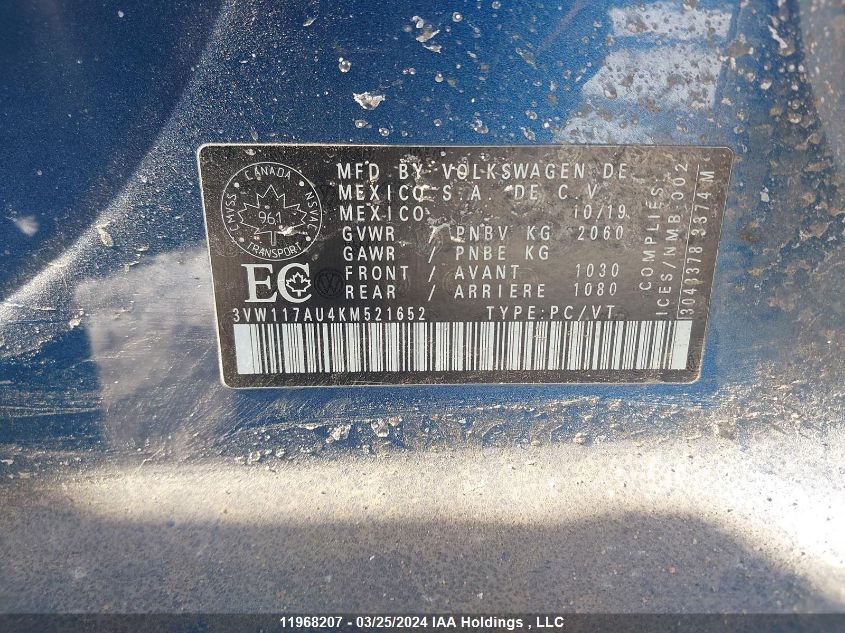 CANADA
CMVSS
NSVAC
961
TRANSPORT
EC
MFD BY VOLKSWAGEN DE
MEXICO S.A. DE C.V.
MEXICO 10/19
GVWR / PNBV KG 2060
GAWR / PNBE KG
FRONT / AVANT 1030
REAR / ARRIERE 1080
3VW117AU4KM521652 TYPE:PC/VT
COMPLIES
ICES/NMB 002
11968207 - 03/25/2024 IAA Holdings , LLC